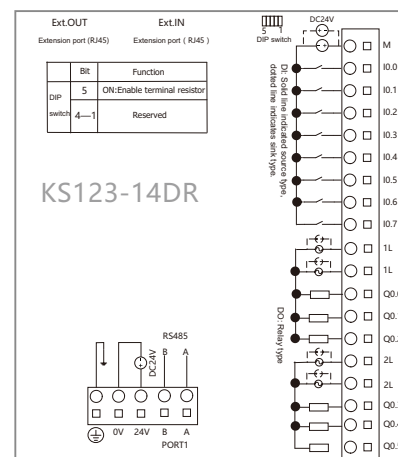 Ext.OUT Ext.IN
Extension port (RJ45) Extension port ( RJ45 )
5 1
DIP switch
DC24V
Bit Function
DIP switch
5 ON:Enable terminal resistor
4—1 Reserved
KS123-14DR
DI: Solid line indicated source type,
dotted line indicates sink type.
M
I0.0
I0.1
I0.2
I0.3
I0.4
I0.5
I0.6
I0.7
1L
1L
DO: Relay type
2L
2L
RS485
DC24V
B A
0V 24V B A
PORT1